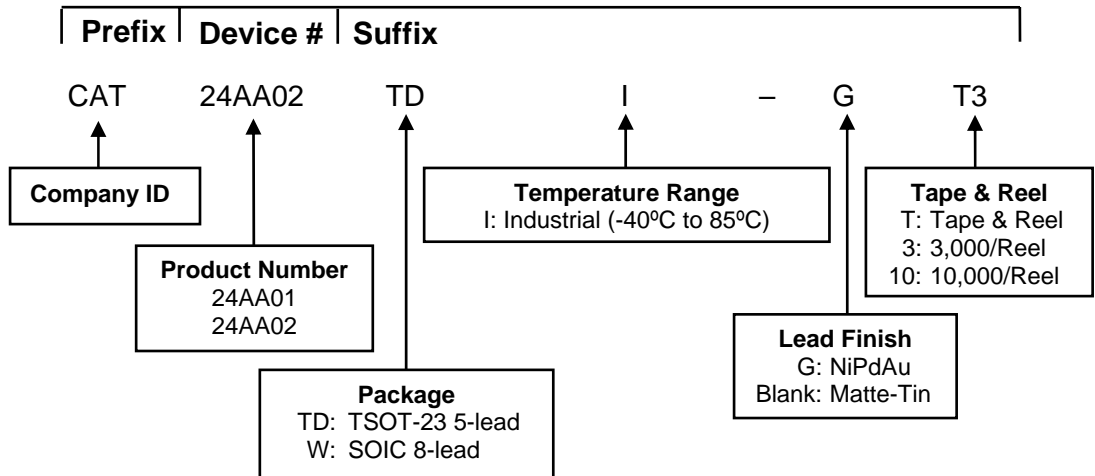 Prefix Device # Suffix
CAT 24AA02 TD I – G T3
Company ID
Product Number
24AA01
24AA02
Package
TD: TSOT-23 5-lead
W: SOIC 8-lead
Temperature Range
I: Industrial (-40ºC to 85ºC)
Lead Finish
G: NiPdAu
Blank: Matte-Tin
Tape & Reel
T: Tape & Reel
3: 3,000/Reel
10: 10,000/Reel